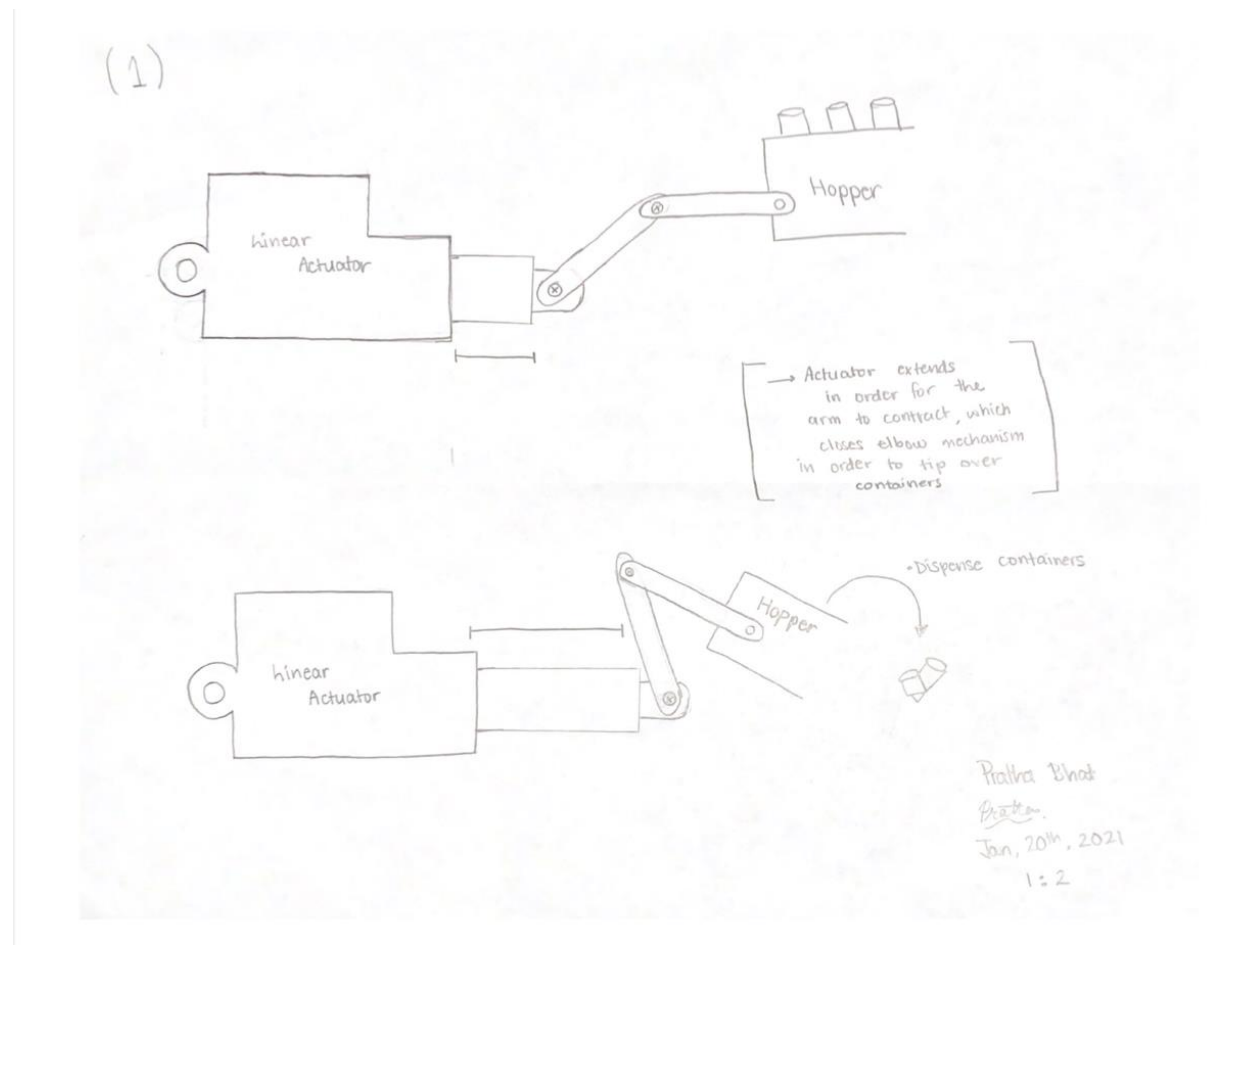 (1)
Hopper
Linear
Actuator
→ Actuator extends
in order for the
arm to contract, which
closes elbow mechanism
in order to tip over
containers
•Dispense containers
Hopper
Linear
Actuator
Pratha Bhat
Pratha
Jan, 20th, 2021
1:2